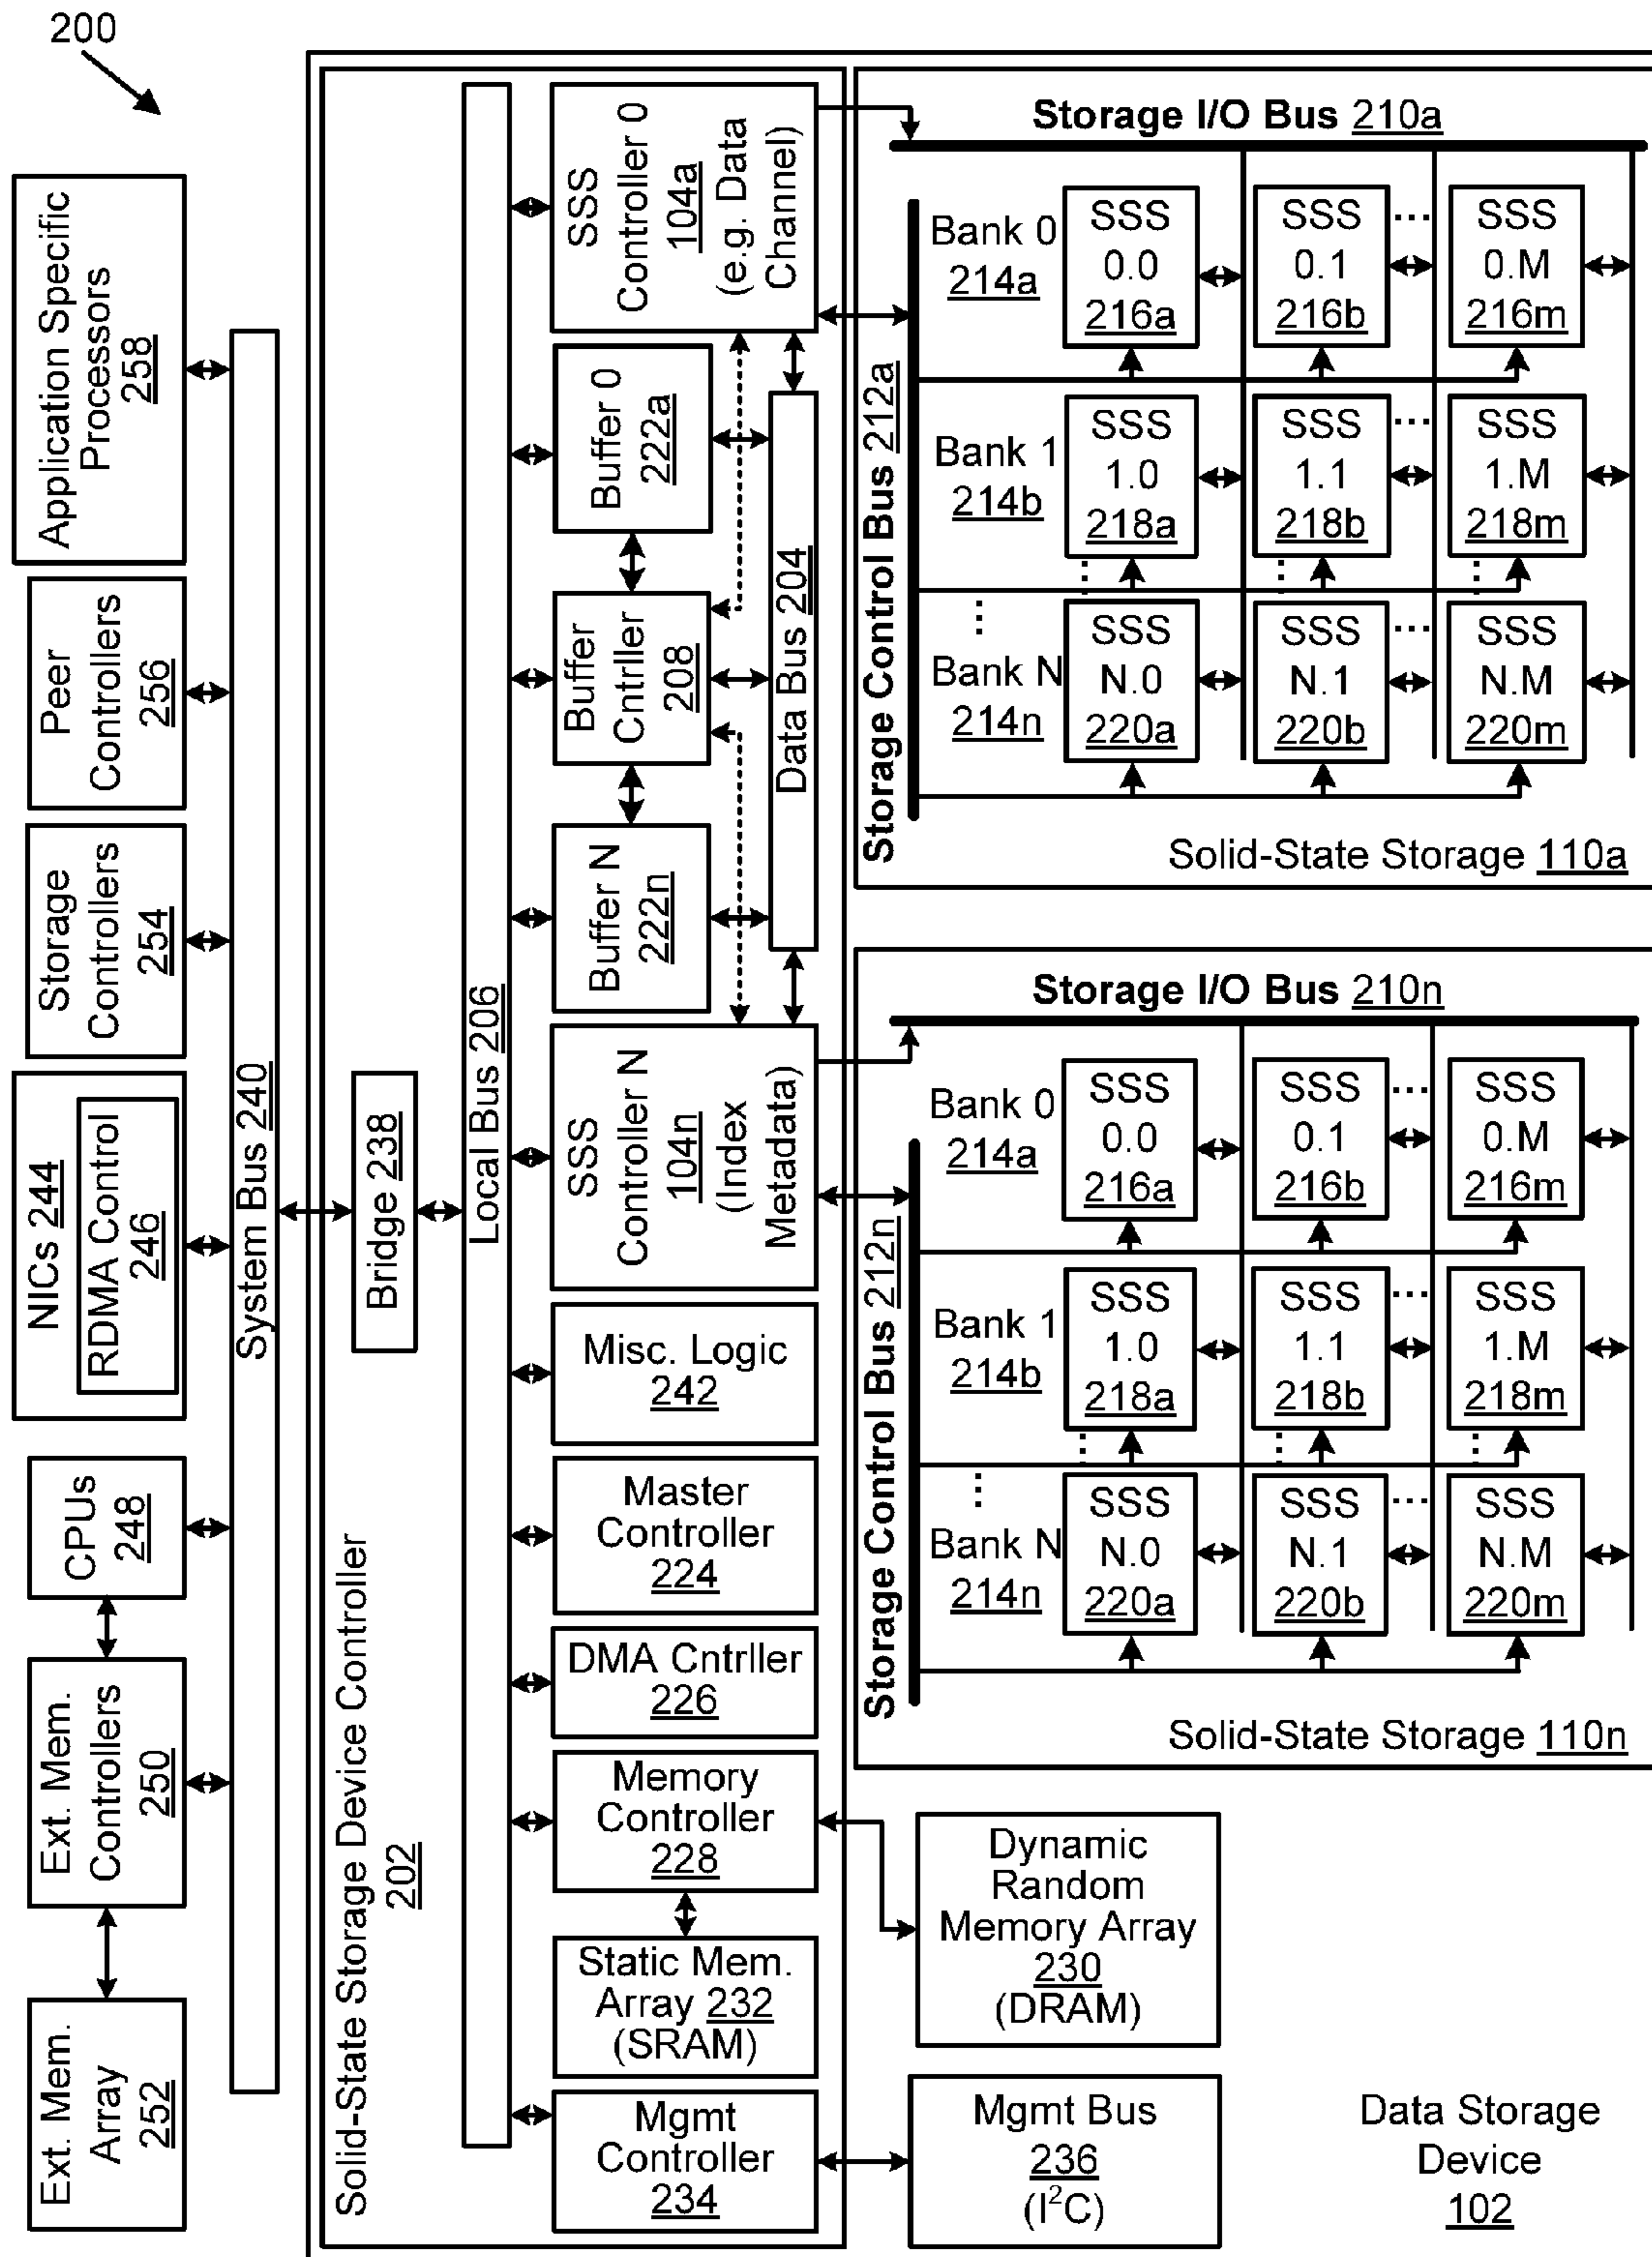 200
Application Specific
Processors
258
Peer
Controllers
256
Storage
Controllers
254
NICs 244
RDMA Control
246
CPUs
248
Ext. Mem.
Controllers
250
Ext. Mem.
Array
252
System Bus 240
Solid-State Storage Device Controller
202
Bridge 238
Local Bus 206
SSS
Controller 0
104a
(e.g. Data
Channel)
Buffer 0
222a
Buffer
Cntrller
208
Buffer N
222n
Data Bus 204
SSS
Controller N
104n
(Index
Metadata)
Misc. Logic
242
Master
Controller
224
DMA Cntrller
226
Memory
Controller
228
Static Mem.
Array 232
(SRAM)
Mgmt
Controller
234
Storage I/O Bus 210a
Storage Control Bus 212a
Bank 0
214a
SSS
0.0
216a
SSS
0.1
216b
...
SSS
0.M
216m
Bank 1
214b
SSS
1.0
218a
SSS
1.1
218b
...
SSS
1.M
218m
Bank N
214n
SSS
N.0
220a
SSS
N.1
220b
...
SSS
N.M
220m
Solid-State Storage 110a
Storage I/O Bus 210n
Storage Control Bus 212n
Bank 0
214a
SSS
0.0
216a
SSS
0.1
216b
...
SSS
0.M
216m
Bank 1
214b
SSS
1.0
218a
SSS
1.1
218b
...
SSS
1.M
218m
Bank N
214n
SSS
N.0
220a
SSS
N.1
220b
...
SSS
N.M
220m
Solid-State Storage 110n
Dynamic
Random
Memory Array
230
(DRAM)
Mgmt Bus
236
(I²C)
Data Storage
Device
102